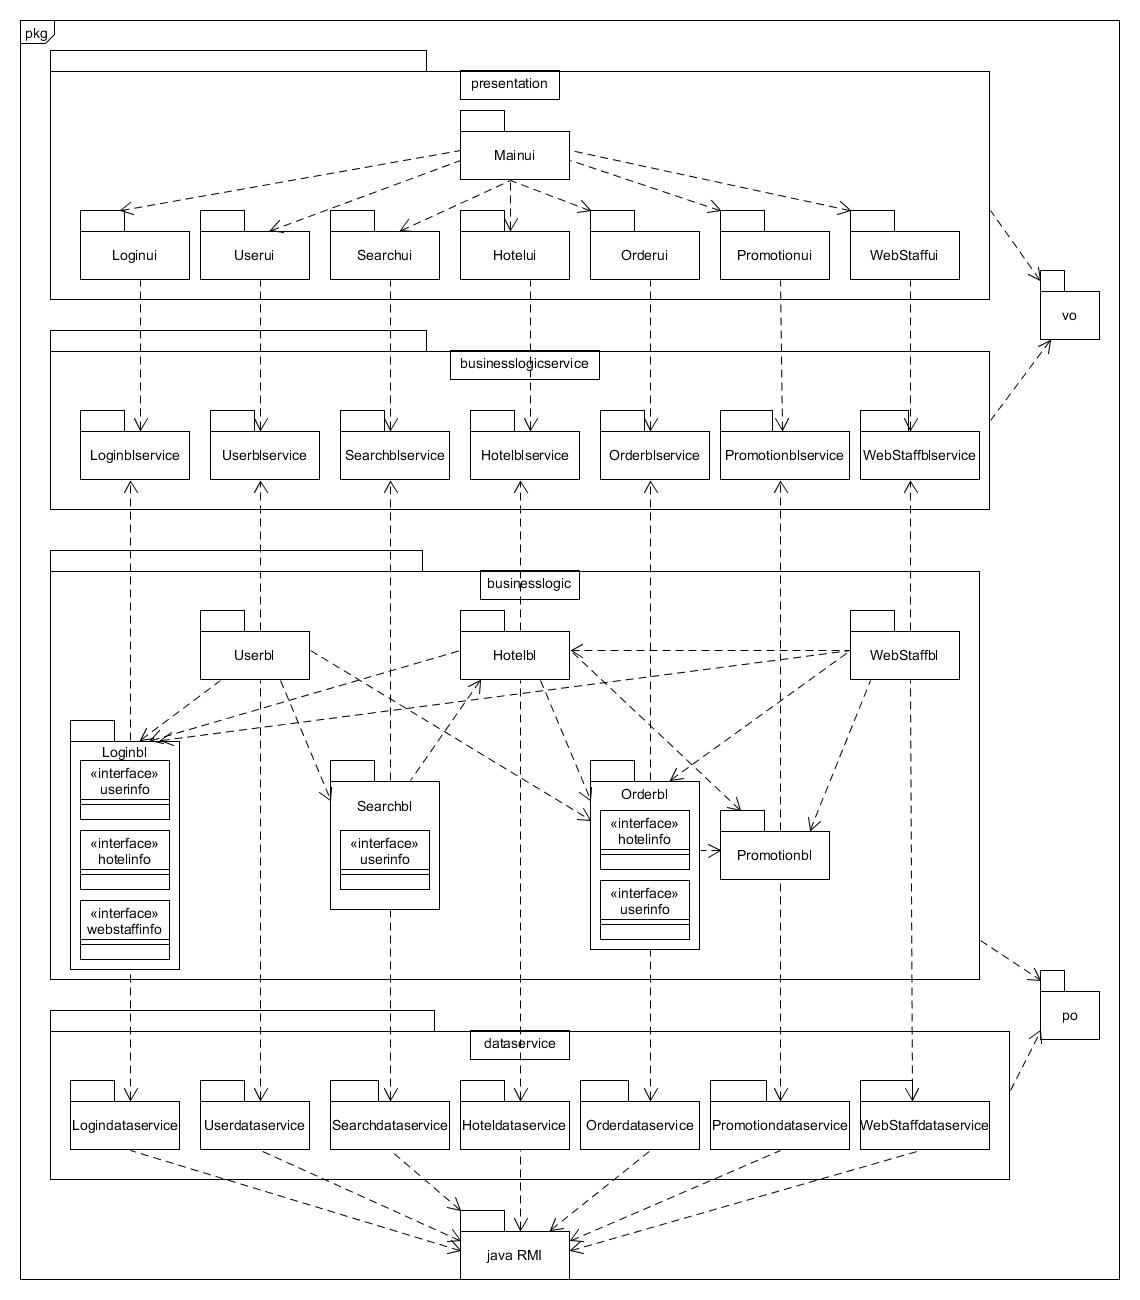 pkg
presentation
Mainui
Loginui
Userui
Searchui
Hotelui
Orderui
Promotionui
WebStaffui
vo
businesslogicservice
Loginblservice
Userblservice
Searchblservice
Hotelblservice
Orderblservice
Promotionblservice
WebStaffblservice
businesslogic
Userbl
Hotelbl
WebStaffbl
Loginbl
«interface»
userinfo
«interface»
hotelinfo
«interface»
webstaffinfo
Searchbl
«interface»
userinfo
Orderbl
«interface»
hotelinfo
«interface»
userinfo
Promotionbl
po
dataservice
Logindataservice
Userdataservice
Searchdataservice
Hoteldataservice
Orderdataservice
Promotiondataservice
WebStaffdataservice
java RMI